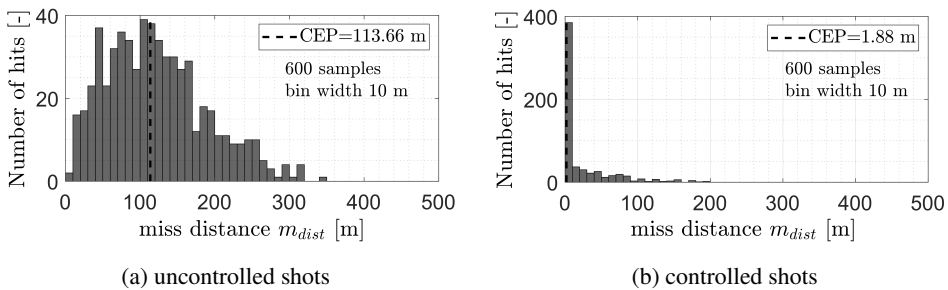 Number of hits [-]
40
20
0
CEP=113.66 m
600 samples
bin width 10 m
0 100 200 300 400 500
miss distance m_dist [m]
(a) uncontrolled shots
Number of hits [-]
400
200
0
CEP=1.88 m
600 samples
bin width 10 m
0 100 200 300 400 500
miss distance m_dist [m]
(b) controlled shots